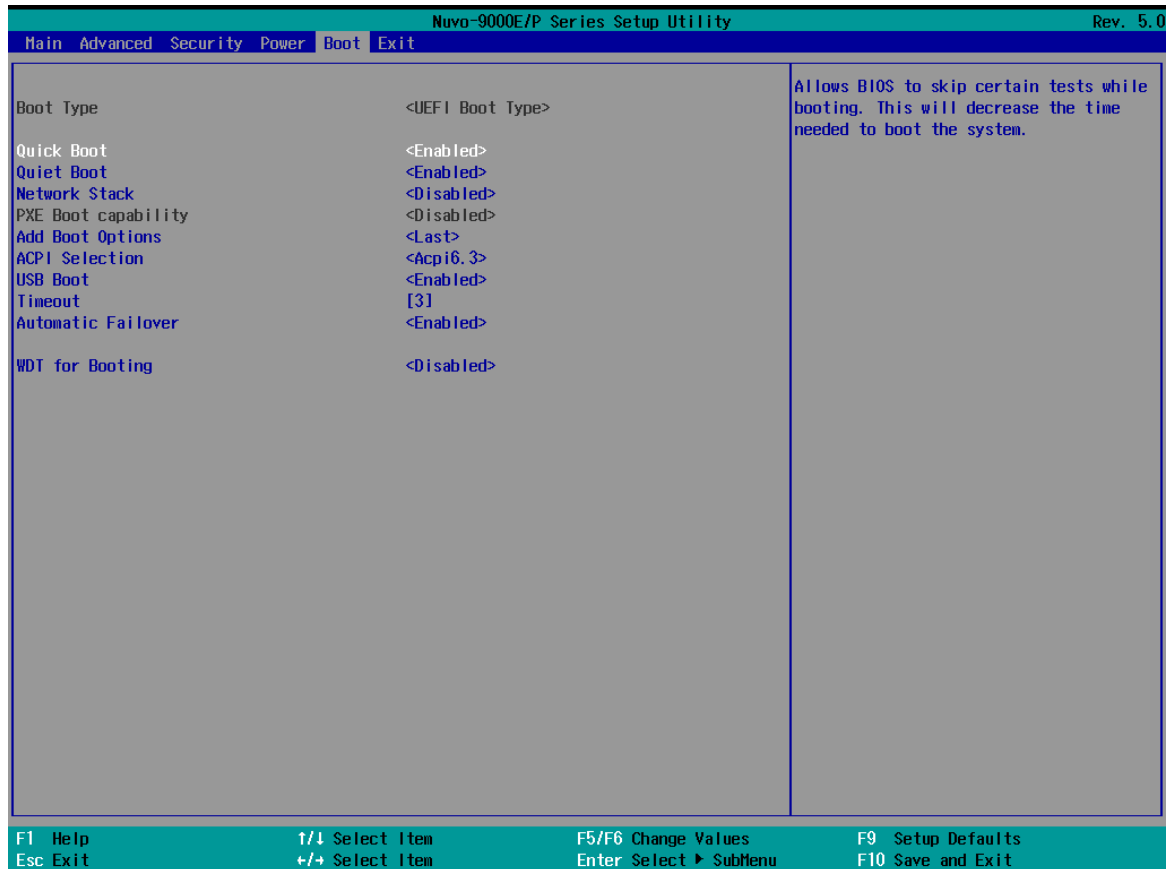 Nuvo-9000E/P Series Setup Utility Rev. 5.0
Main Advanced Security Power Boot Exit
Boot Type <UEFI Boot Type>
Quick Boot <Enabled>
Quiet Boot <Enabled>
Network Stack <Disabled>
PXE Boot capability <Disabled>
Add Boot Options <Last>
ACPI Selection <Acpi6.3>
USB Boot <Enabled>
Timeout [3]
Automatic Failover <Enabled>
WDT for Booting <Disabled>
Allows BIOS to skip certain tests while
booting. This will decrease the time
needed to boot the system.
F1 Help ↑/↓ Select Item F5/F6 Change Values F9 Setup Defaults
Esc Exit ←/→ Select Item Enter Select ▶ SubMenu F10 Save and Exit